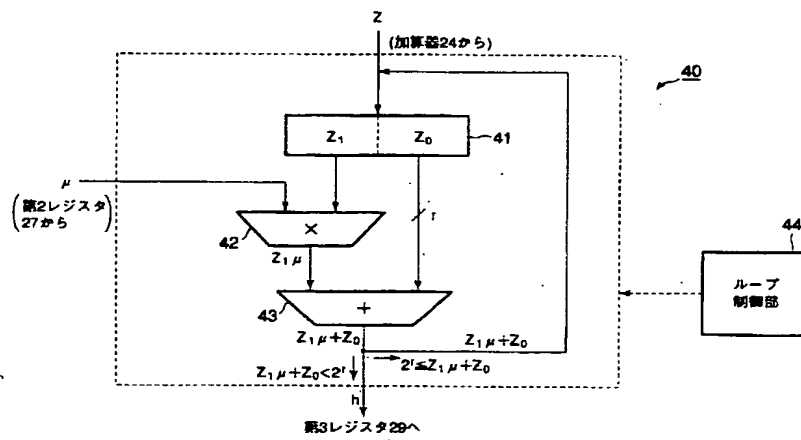 Z
(加算器24から)
40
Z₁ Z₀
41
μ
(第2レジスタ
27から)
r
42
×
Z₁μ
44
ループ
制御部
43
+
Z₁μ+Z₀
Z₁μ+Z₀
Z₁μ+Z₀<2ʳ
2ʳ≦Z₁μ+Z₀
h
第3レジスタ29へ